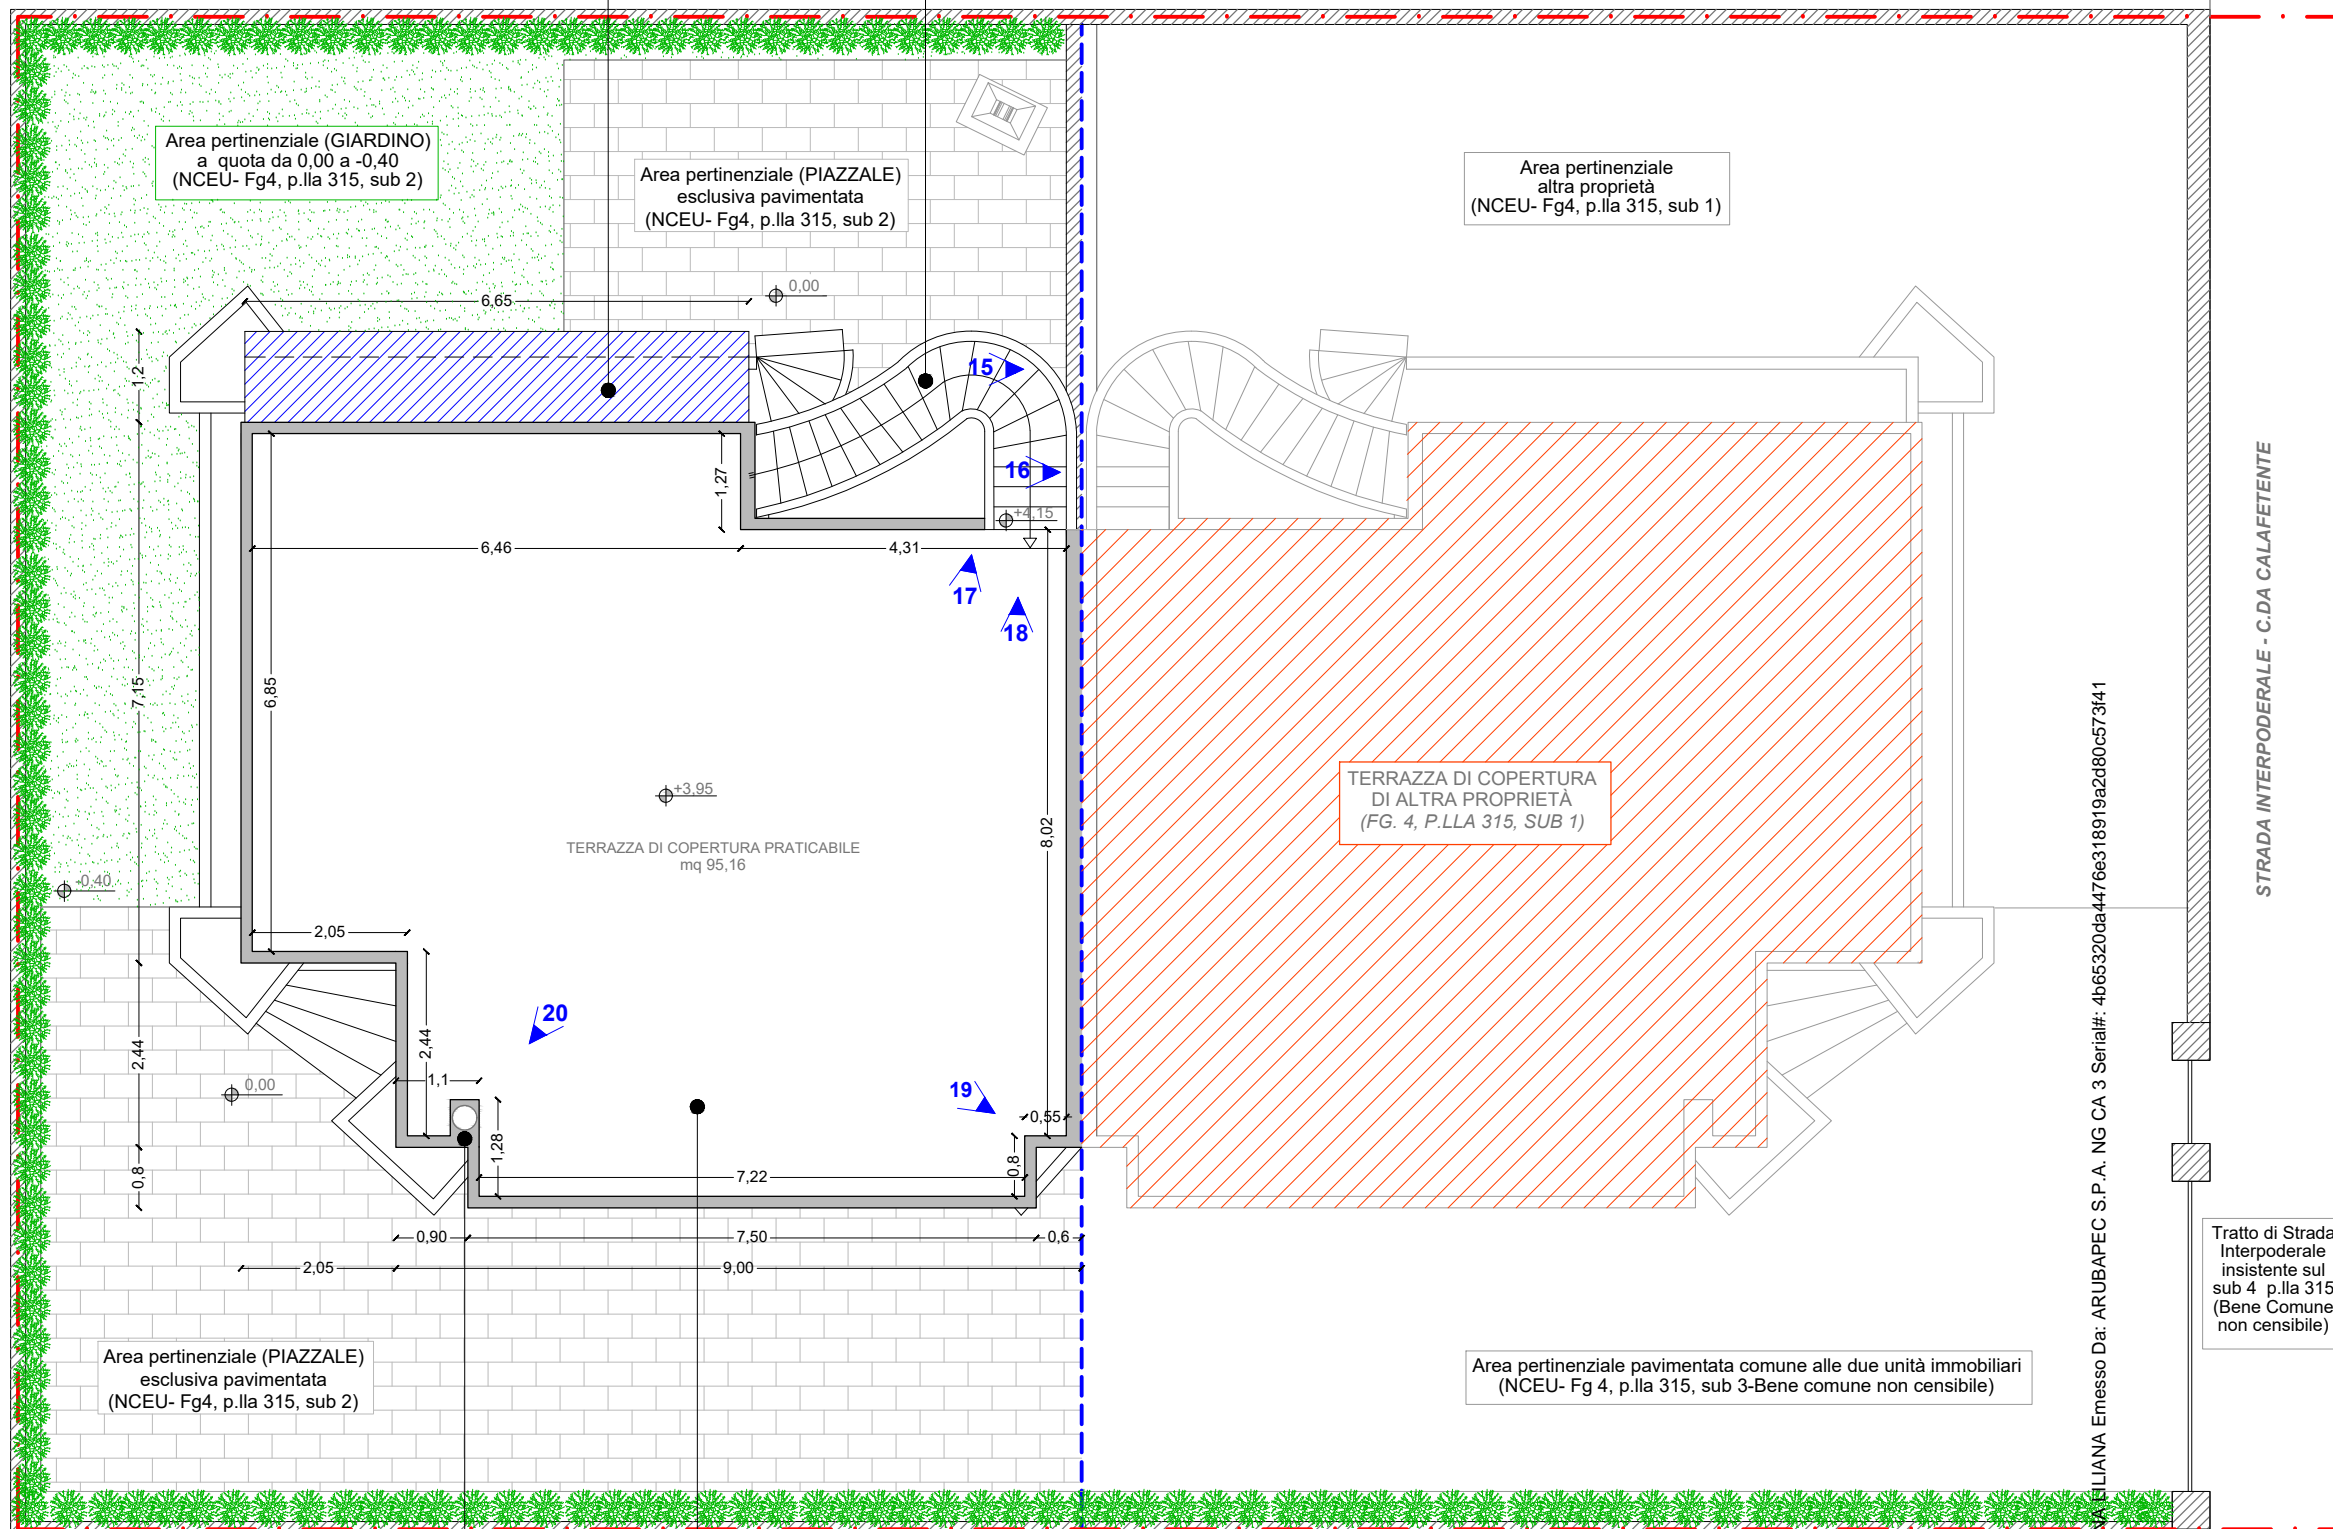 Area pertinenziale (GIARDINO)
a quota da 0,00 a -0,40
(NCEU- Fg4, p.lla 315, sub 2)
Area pertinenziale (PIAZZALE)
esclusiva pavimentata
(NCEU- Fg4, p.lla 315, sub 2)
Area pertinenziale
altra proprietà
(NCEU- Fg4, p.lla 315, sub 1)
0,00
6,65
1,2
15
16
1,27
+4,15
6,46
4,31
17
18
7,15
6,85
+3,95
TERRAZZA DI COPERTURA PRATICABILE
mq 95,16
8,02
TERRAZZA DI COPERTURA
DI ALTRA PROPRIETÀ
(FG. 4, P.LLA 315, SUB 1)
STRADA INTERPODERALE - C.DA CALAFETENTE
-0,40
2,05
20
2,44
2,44
1,1
0,00
19
0,55
1,28
0,8
0,8
7,22
0,90
7,50
0,6
2,05
9,00
Area pertinenziale (PIAZZALE)
esclusiva pavimentata
(NCEU- Fg4, p.lla 315, sub 2)
Area pertinenziale pavimentata comune alle due unità immobiliari
(NCEU- Fg 4, p.lla 315, sub 3-Bene comune non censibile)
Tratto di Strada
Interpoderale
insistente sul
sub 4 p.lla 315
(Bene Comune
non censibile)
NA LILIANA Emesso Da: ARUBAPEC S.P.A. NG CA 3 Serial#: 4b65320da4476e318919a2d80c573f41